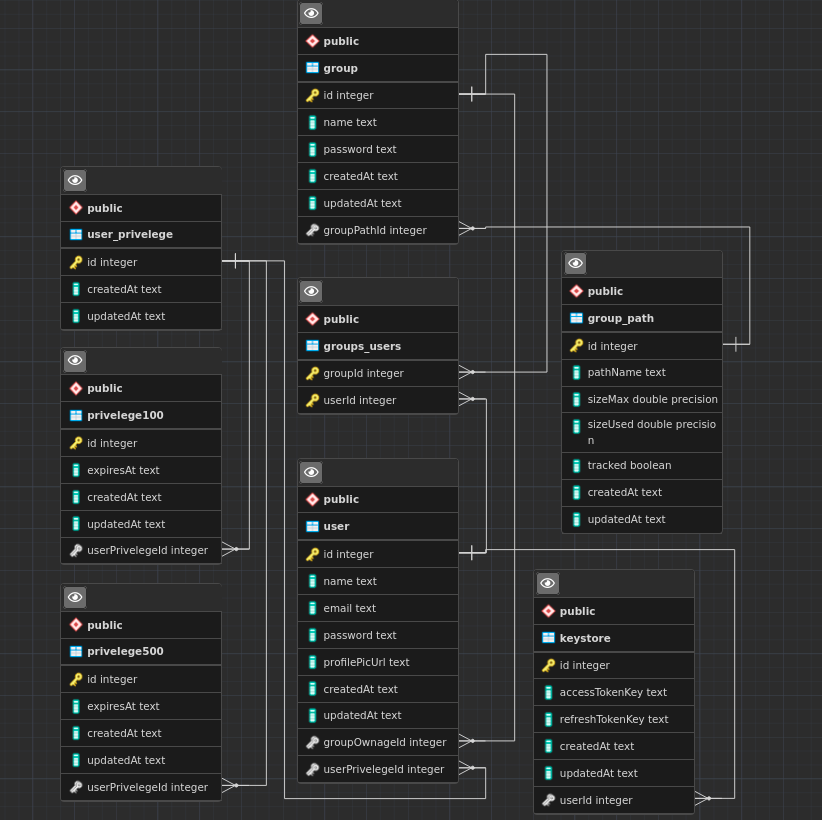 public
group
id integer
name text
password text
createdAt text
updatedAt text
groupPathId integer
public
user_privelege
id integer
createdAt text
updatedAt text
public
privelege100
id integer
expiresAt text
createdAt text
updatedAt text
userPrivelegeId integer
public
privelege500
id integer
expiresAt text
createdAt text
updatedAt text
userPrivelegeId integer
public
groups_users
groupId integer
userId integer
public
user
id integer
name text
email text
password text
profilePicUrl text
createdAt text
updatedAt text
groupOwnageId integer
userPrivelegeId integer
public
group_path
id integer
pathName text
sizeMax double precision
sizeUsed double precisio
n
tracked boolean
createdAt text
updatedAt text
public
keystore
id integer
accessTokenKey text
refreshTokenKey text
createdAt text
updatedAt text
userId integer